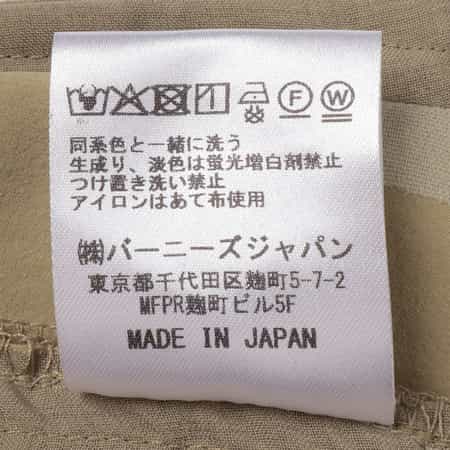 Ⓕ Ⓦ
同系色と一緒に洗う
生成り、淡色は蛍光増白剤禁止
つけ置き洗い禁止
アイロンはあて布使用
㈱バーニーズジャパン
東京都千代田区麹町5-7-2
MFPR麹町ビル5F
MADE IN JAPAN